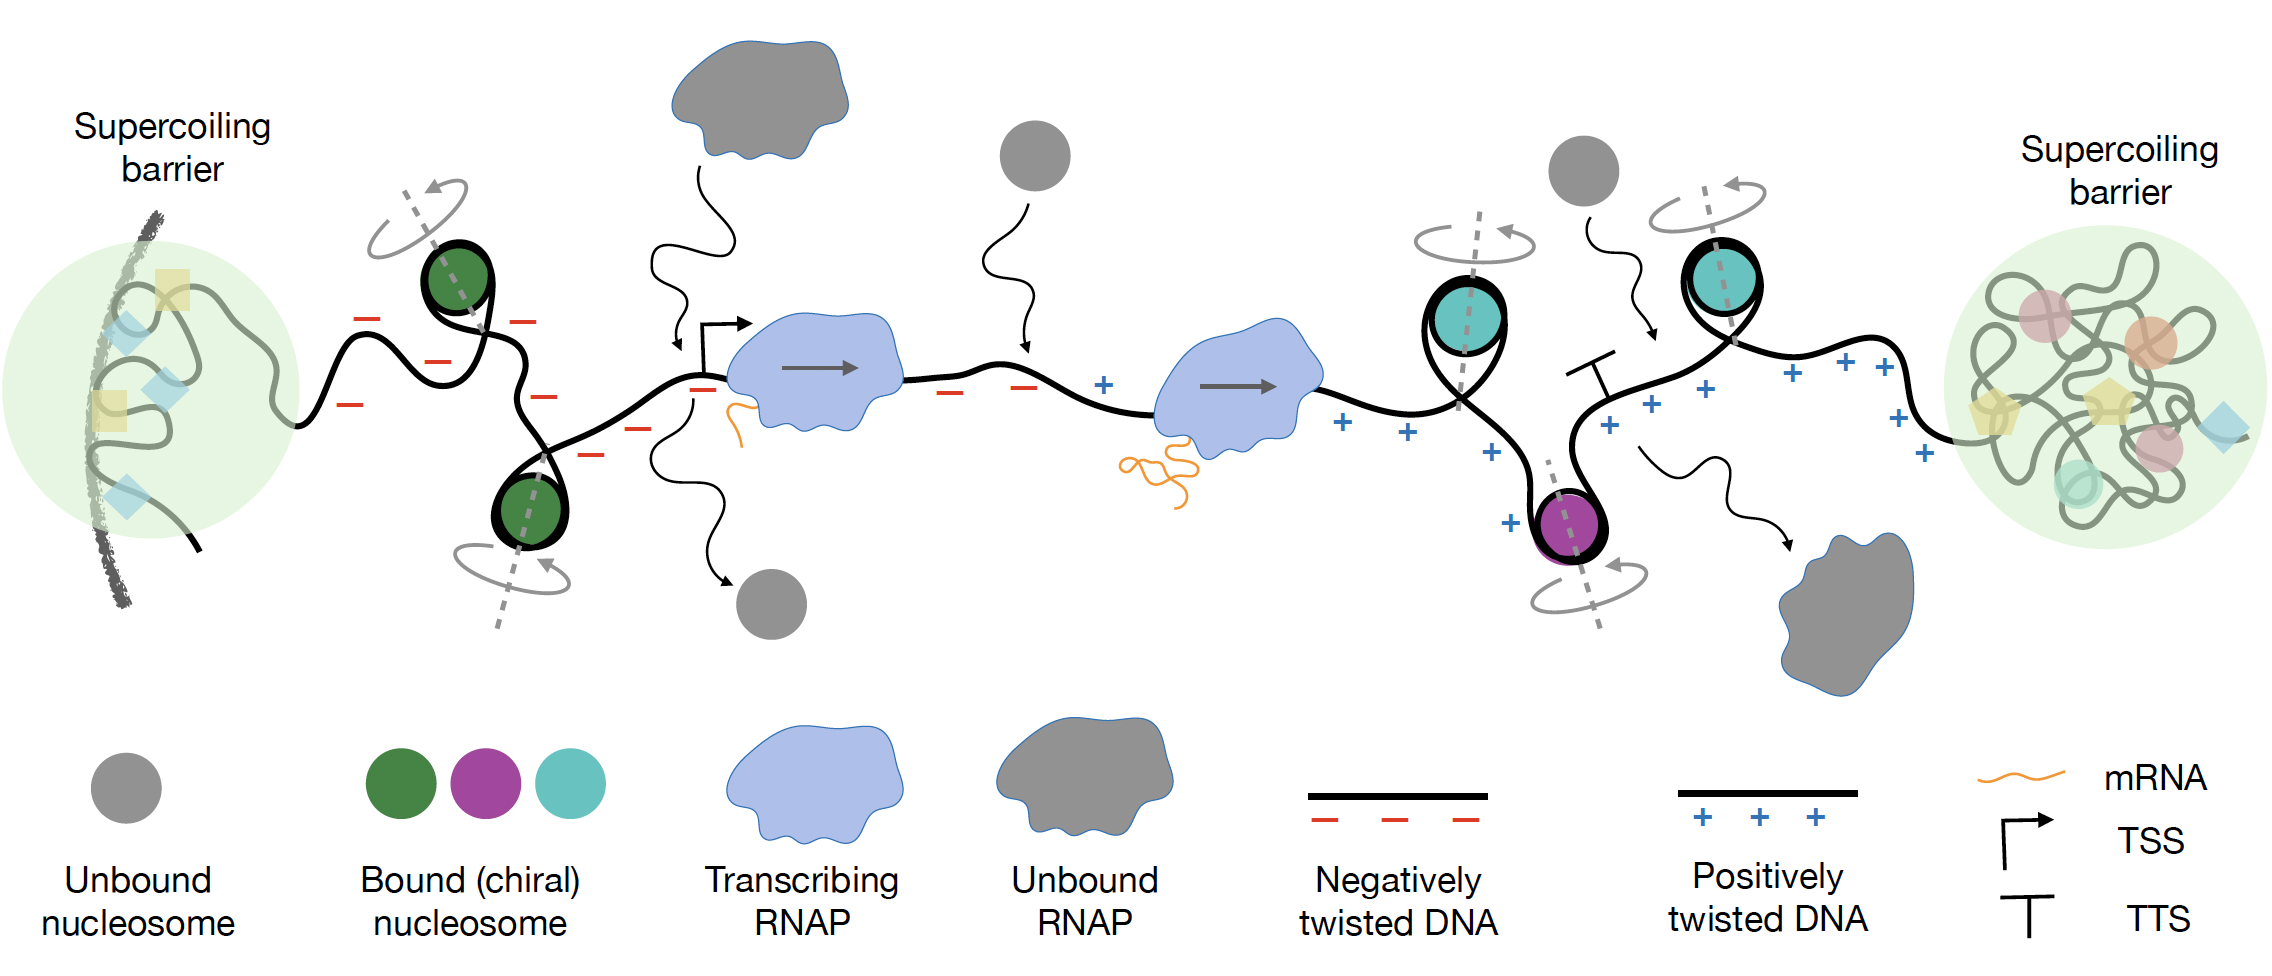 Supercoiling
barrier
Supercoiling
barrier
Unbound
nucleosome
Bound (chiral)
nucleosome
Transcribing
RNAP
Unbound
RNAP
Negatively
twisted DNA
Positively
twisted DNA
mRNA
TSS
TTS